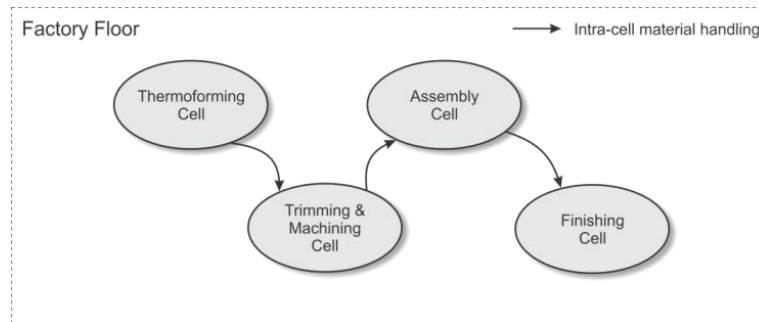 Factory Floor
Intra-cell material handling
Thermoforming
Cell
Assembly
Cell
Trimming &
Machining
Cell
Finishing
Cell